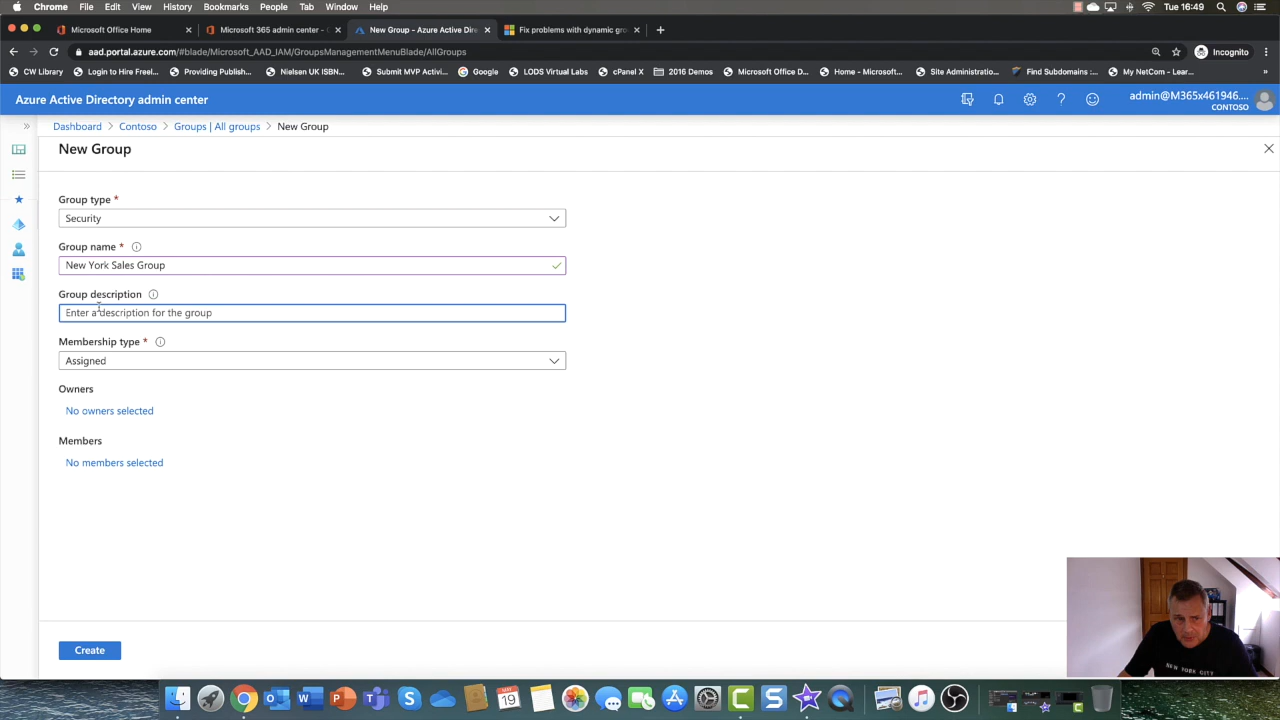 Chrome File Edit View History Bookmarks People Tab Window Help Tue 16:49
Microsoft Office Home Microsoft 365 admin center - C New Group - Azure Active Dire Fix problems with dynamic gro
aad.portal.azure.com/#blade/Microsoft_AAD_IAM/GroupsManagementMenuBlade/AllGroups Incognito
CW Library Login to Hire Freel... Providing Publish... Nielsen UK ISBN... Submit MVP Activi... Google LODS Virtual Labs cPanel X 2016 Demos Microsoft Office D... Home - Microsoft... Site Administratio... Find Subdomains :... My NetCom - Lear... »
Azure Active Directory admin center admin@M365x461946....
CONTOSO
Dashboard > Contoso > Groups | All groups > New Group
New Group
Group type *
Security
Group name *
New York Sales Group
Group description
Enter a description for the group
Membership type *
Assigned
Owners
No owners selected
Members
No members selected
Create
NEW YORK CITY
MAY
19